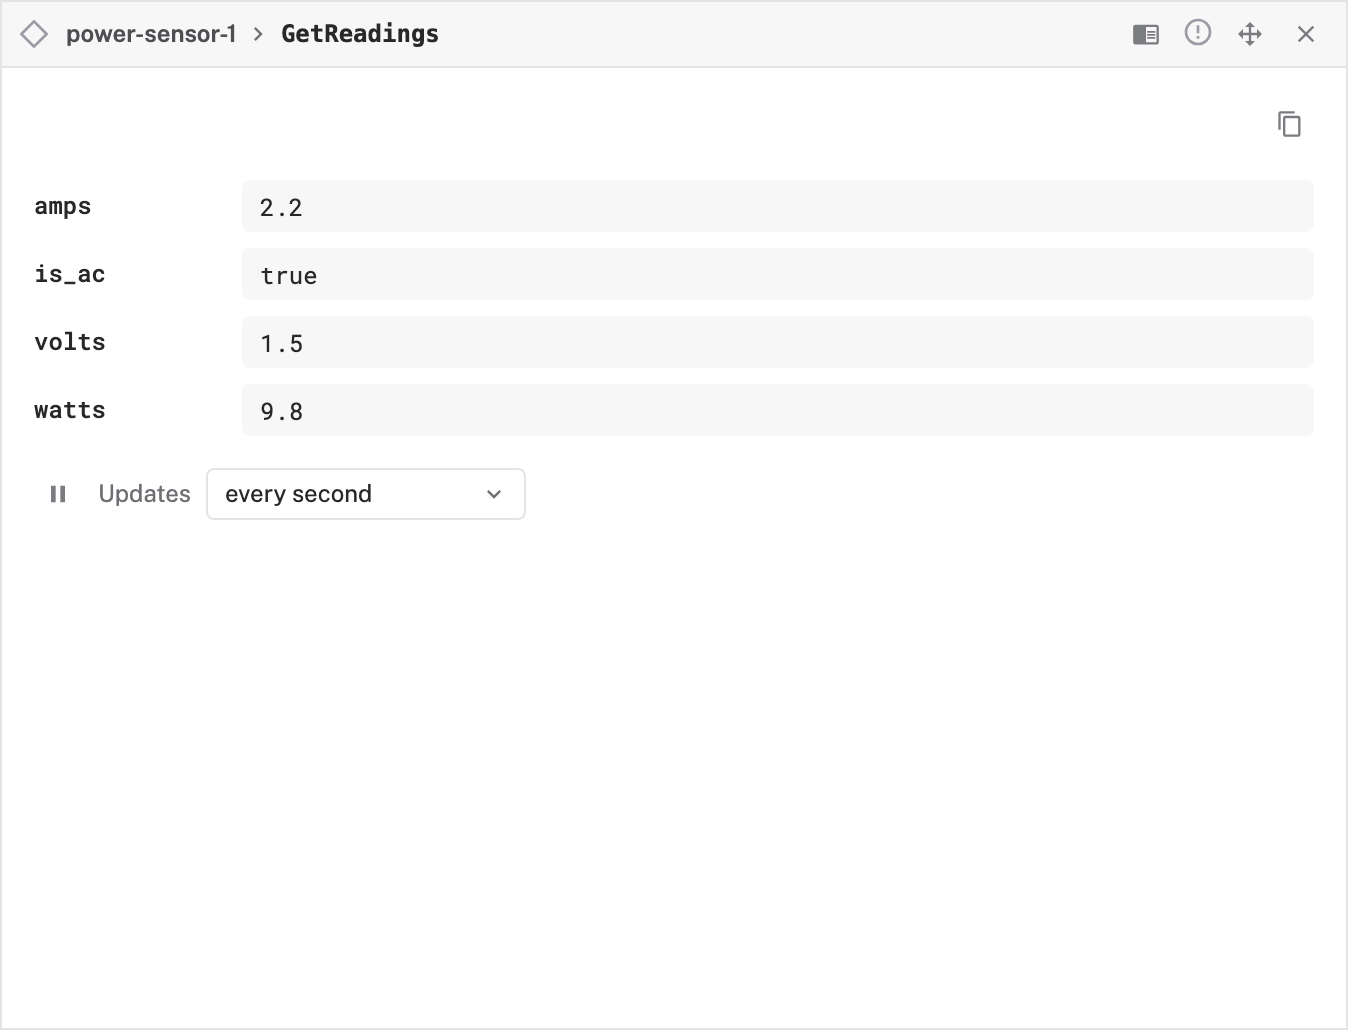 power-sensor-1 > GetReadings
amps 2.2
is_ac true
volts 1.5
watts 9.8
Updates every second